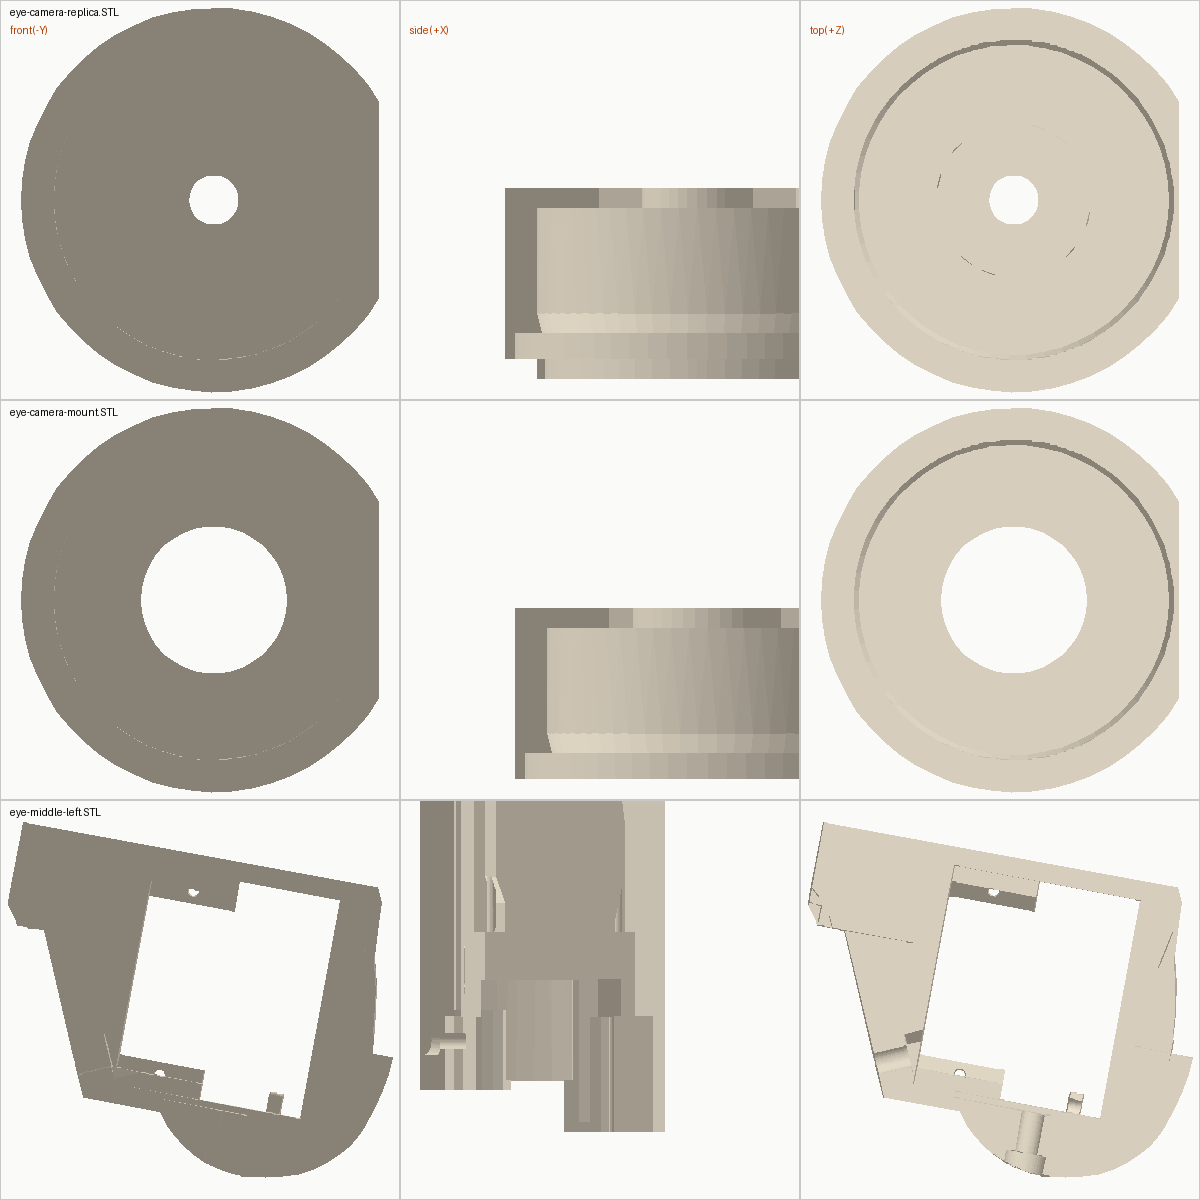 eye-camera-replica.STL
front(-Y)
side(+X)
top(+Z)
eye-camera-mount.STL
eye-middle-left.STL